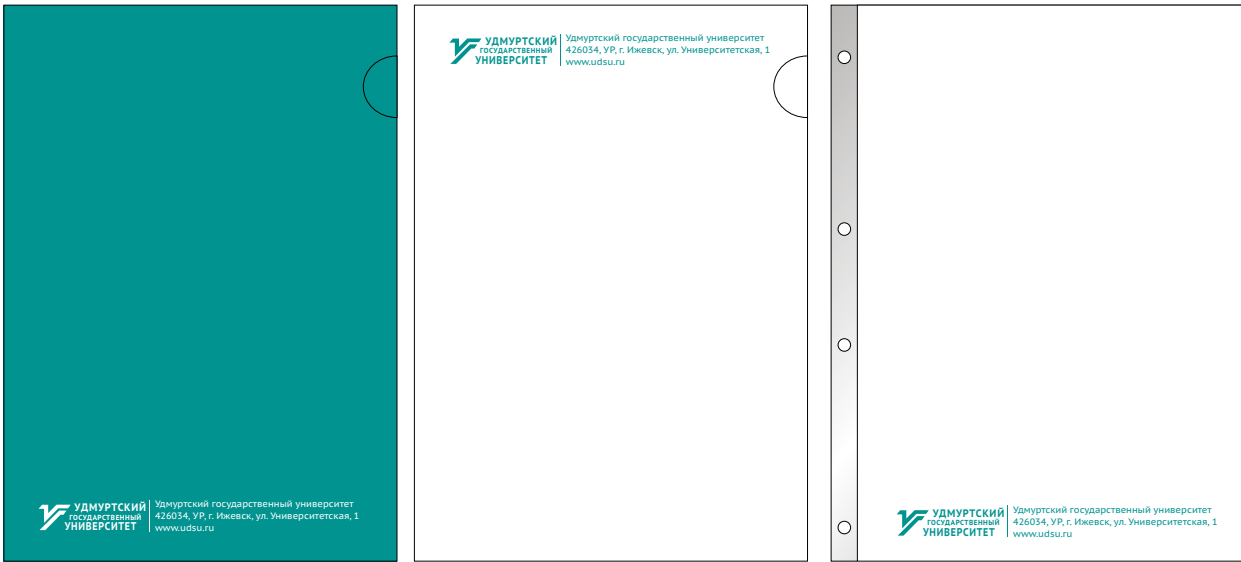 УДМУРТСКИЙ
ГОСУДАРСТВЕННЫЙ
УНИВЕРСИТЕТ
Удмуртский государственный университет
426034, УР, г. Ижевск, ул. Университетская, 1
www.udsu.ru
УДМУРТСКИЙ
ГОСУДАРСТВЕННЫЙ
УНИВЕРСИТЕТ
Удмуртский государственный университет
426034, УР, г. Ижевск, ул. Университетская, 1
www.udsu.ru
УДМУРТСКИЙ
ГОСУДАРСТВЕННЫЙ
УНИВЕРСИТЕТ
Удмуртский государственный университет
426034, УР, г. Ижевск, ул. Университетская, 1
www.udsu.ru